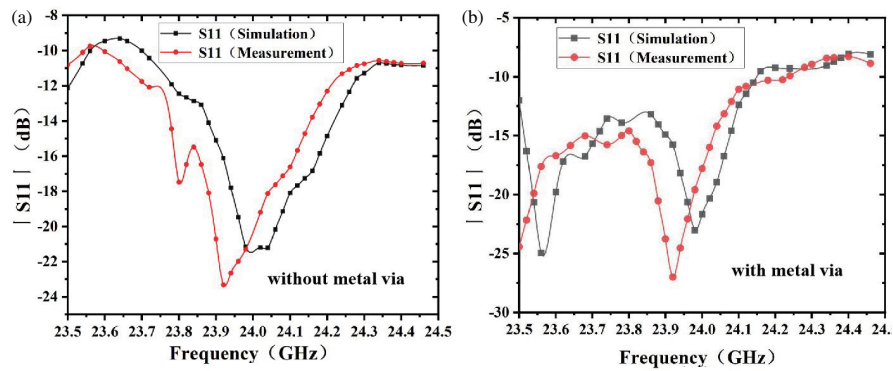 (a)
-8
-10
-12
-14
-16
-18
-20
-22
-24
| S11 |（dB）
S11（Simulation）
S11（Measurement）
without metal via
23.5 23.6 23.7 23.8 23.9 24.0 24.1 24.2 24.3 24.4 24.5
Frequency（GHz）
(b)
-5
-10
-15
-20
-25
-30
| S11 |（dB）
S11（Simulation）
S11（Measurement）
with metal via
23.5 23.6 23.7 23.8 23.9 24.0 24.1 24.2 24.3 24.4 24.
Frequency（GHz）